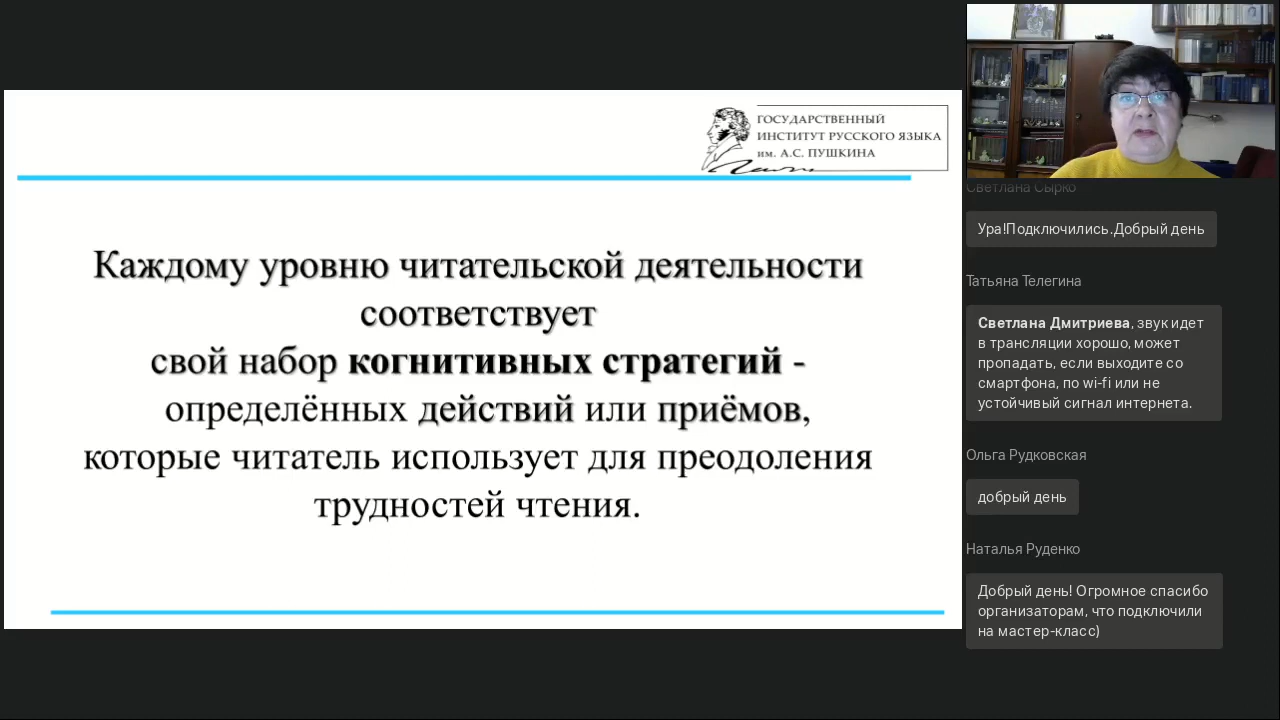 ГОСУДАРСТВЕННЫЙ
ИНСТИТУТ РУССКОГО ЯЗЫКА
им. А.С. ПУШКИНА
Каждому уровню читательской деятельности
соответствует
свой набор когнитивных стратегий -
определённых действий или приёмов,
которые читатель использует для преодоления
трудностей чтения.
Светлана Сырко
Ура!Подключились.Добрый день
Татьяна Телегина
Светлана Дмитриева, звук идет
в трансляции хорошо, может
пропадать, если выходите со
смартфона, по wi-fi или не
устойчивый сигнал интернета.
Ольга Рудковская
добрый день
Наталья Руденко
Добрый день! Огромное спасибо
организаторам, что подключили
на мастер-класс)